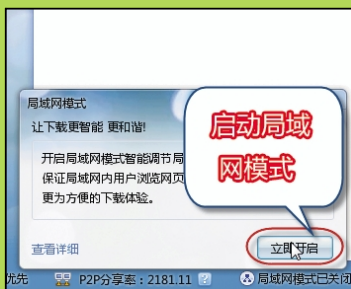 局域网模式
让下载更智能 更和谐!
启动局域
网模式
开启局域网模式智能调节局
保证局域网内用户浏览网页
更为方便的下载体验。
查看详细
立即开启
优先
P2P分享率:2181.11
局域网模式已关闭